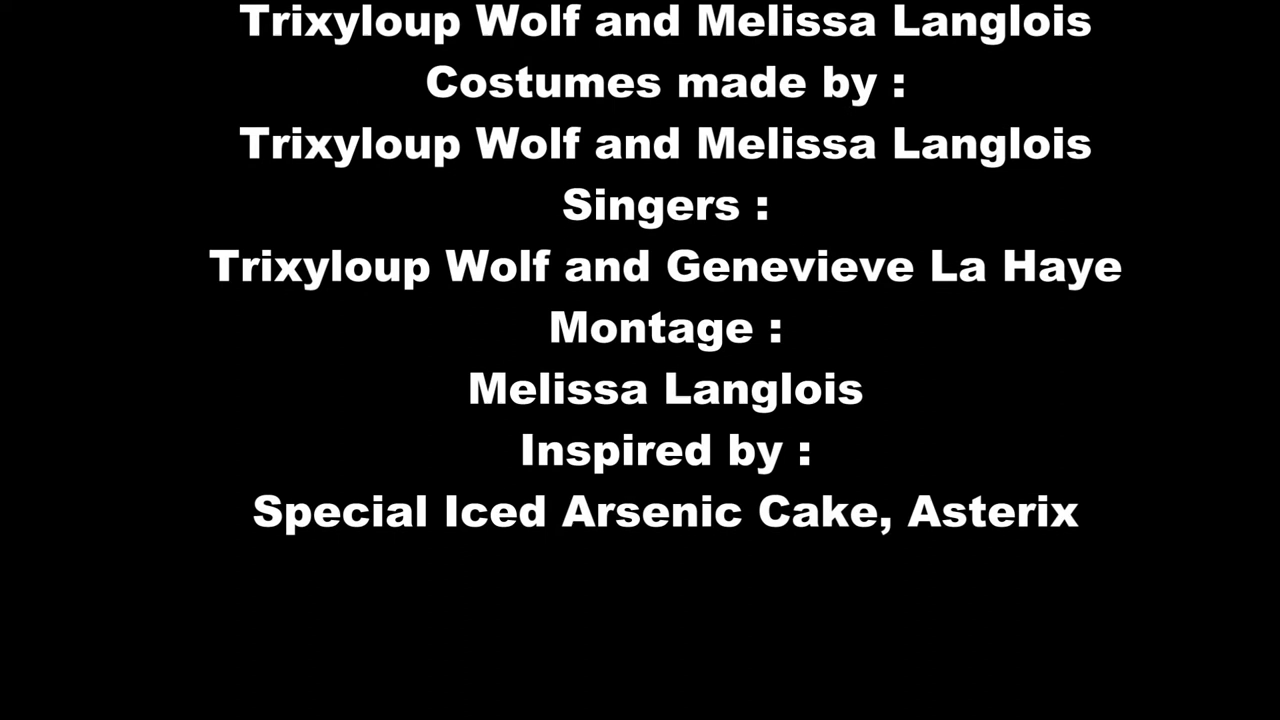 Trixyloup Wolf and Melissa Langlois
Costumes made by :
Trixyloup Wolf and Melissa Langlois
Singers :
Trixyloup Wolf and Genevieve La Haye
Montage :
Melissa Langlois
Inspired by :
Special Iced Arsenic Cake, Asterix